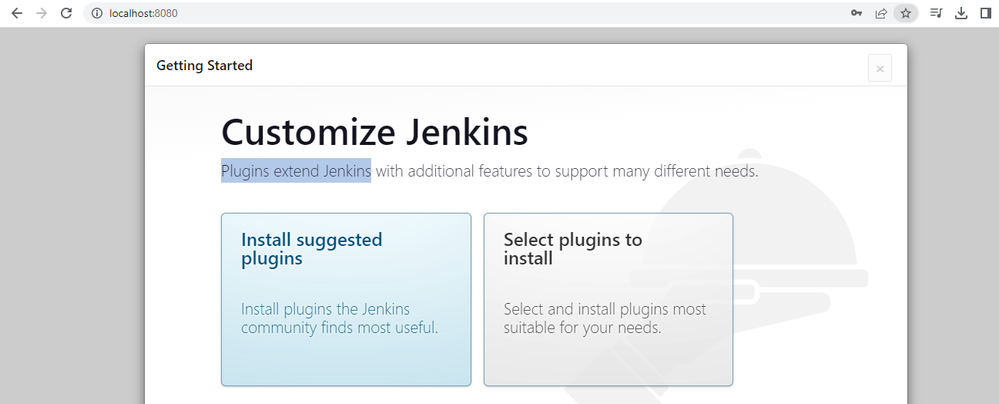 localhost:8080
Getting Started
×
Customize Jenkins
Plugins extend Jenkins with additional features to support many different needs.
Install suggested
plugins
Install plugins the Jenkins
community finds most useful.
Select plugins to
install
Select and install plugins most
suitable for your needs.